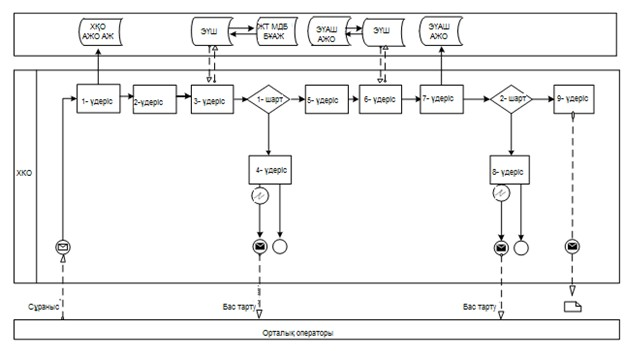 ХҚО
АЖО АЖ
ЭҮШ
ЖТ МДБ
БҰАЖ
ЭҮАШ
АЖО
ЭҮШ
ЭҮАШ
АЖО
ХКО
1- үдеріс
2-үдеріс
3- үдеріс
1- шарт
5- үдеріс
6- үдеріс
7- үдеріс
2- шарт
9- үдеріс
4- үдеріс
8- үдеріс
Сұраныс
Бас тарту
Бас тарту
Орталық операторы